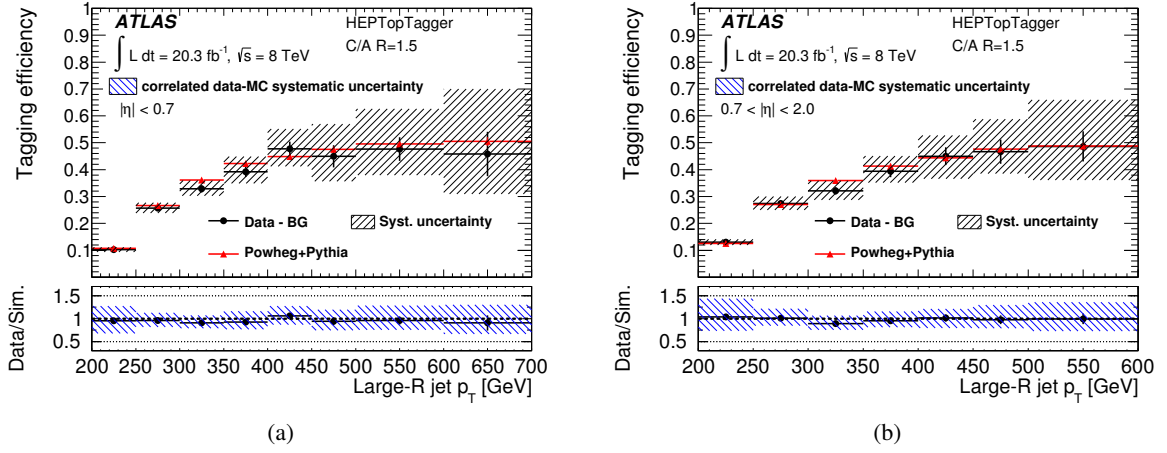 ATLAS
HEPTopTagger
∫ L dt = 20.3 fb⁻¹, √s = 8 TeV
C/A R=1.5
correlated data-MC systematic uncertainty
|η| < 0.7
Data - BG
Syst. uncertainty
Powheg+Pythia
Tagging efficiency
1
0.9
0.8
0.7
0.6
0.5
0.4
0.3
0.2
0.1
Data/Sim.
1.5
1
0.5
200 250 300 350 400 450 500 550 600 650 700
Large-R jet p_T [GeV]
(a)
ATLAS
HEPTopTagger
∫ L dt = 20.3 fb⁻¹, √s = 8 TeV
C/A R=1.5
correlated data-MC systematic uncertainty
0.7 < |η| < 2.0
Data - BG
Syst. uncertainty
Powheg+Pythia
Tagging efficiency
1
0.9
0.8
0.7
0.6
0.5
0.4
0.3
0.2
0.1
Data/Sim.
1.5
1
0.5
200 250 300 350 400 450 500 550 600
Large-R jet p_T [GeV]
(b)